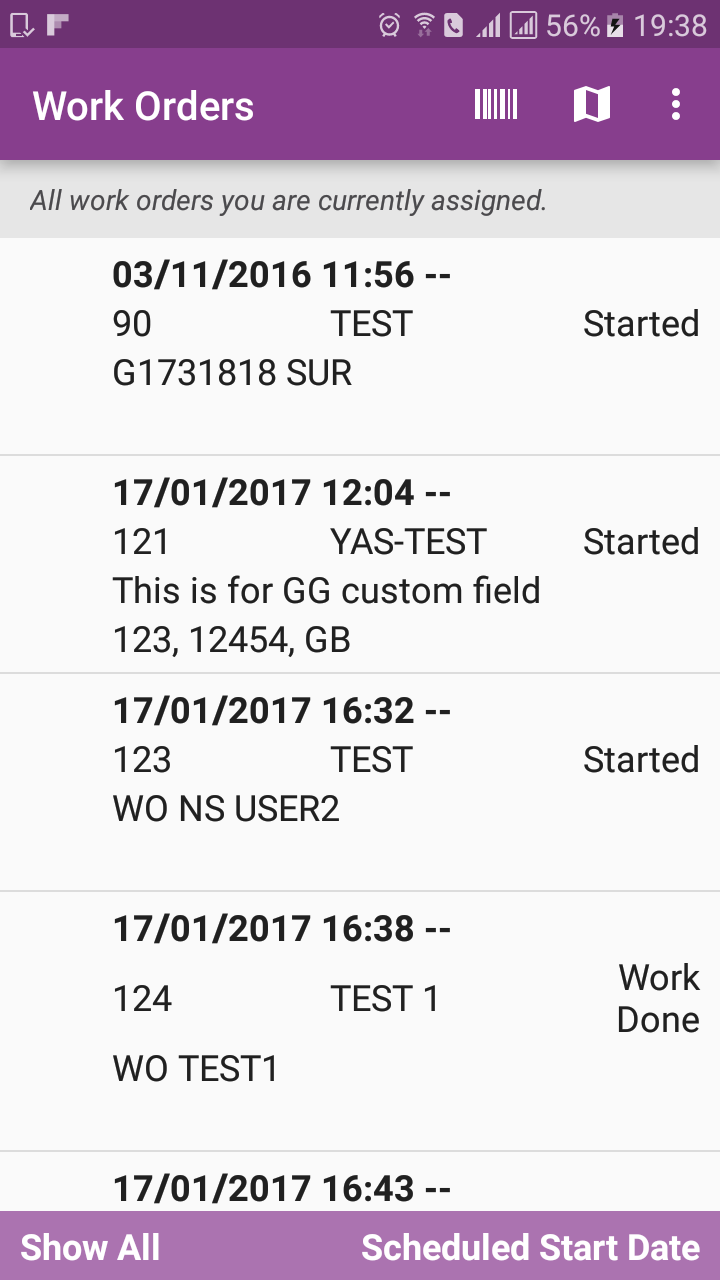 56% 19:38
Work Orders
All work orders you are currently assigned.
03/11/2016 11:56 --
90 TEST Started
G1731818 SUR
17/01/2017 12:04 --
121 YAS-TEST Started
This is for GG custom field
123, 12454, GB
17/01/2017 16:32 --
123 TEST Started
WO NS USER2
17/01/2017 16:38 --
124 TEST 1 Work
Done
WO TEST1
17/01/2017 16:43 --
Show All Scheduled Start Date